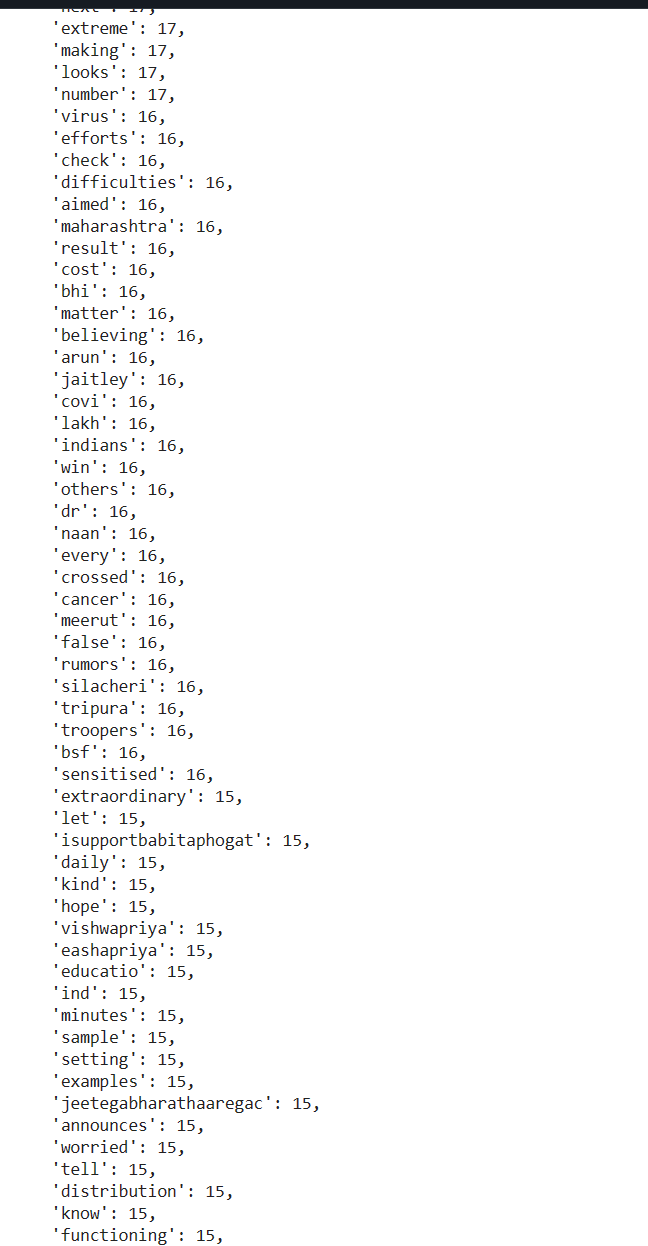 'next': 17,
'extreme': 17,
'making': 17,
'looks': 17,
'number': 17,
'virus': 16,
'efforts': 16,
'check': 16,
'difficulties': 16,
'aimed': 16,
'maharashtra': 16,
'result': 16,
'cost': 16,
'bhi': 16,
'matter': 16,
'believing': 16,
'arun': 16,
'jaitley': 16,
'covi': 16,
'lakh': 16,
'indians': 16,
'win': 16,
'others': 16,
'dr': 16,
'naan': 16,
'every': 16,
'crossed': 16,
'cancer': 16,
'meerut': 16,
'false': 16,
'rumors': 16,
'silacheri': 16,
'tripura': 16,
'troopers': 16,
'bsf': 16,
'sensitised': 16,
'extraordinary': 15,
'let': 15,
'isupportbabitaphogat': 15,
'daily': 15,
'kind': 15,
'hope': 15,
'vishwapriya': 15,
'eashapriya': 15,
'educatio': 15,
'ind': 15,
'minutes': 15,
'sample': 15,
'setting': 15,
'examples': 15,
'jeetegabharathaaregac': 15,
'announces': 15,
'worried': 15,
'tell': 15,
'distribution': 15,
'know': 15,
'functioning': 15,